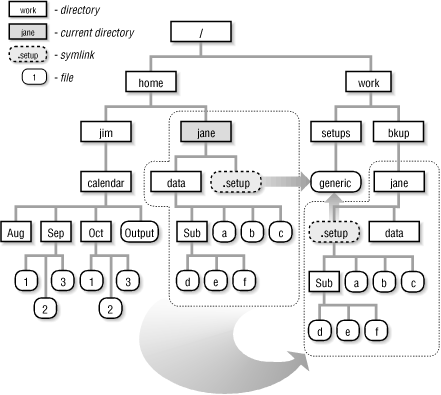 work - directory
jane - current directory
.setup - symlink
1 - file
/
home work
jim jane setups bkup
calendar data .setup generic jane
Aug Sep Oct Output Sub a b c .setup data
1 3 1 3 d e f Sub a b c
2 2
d e f